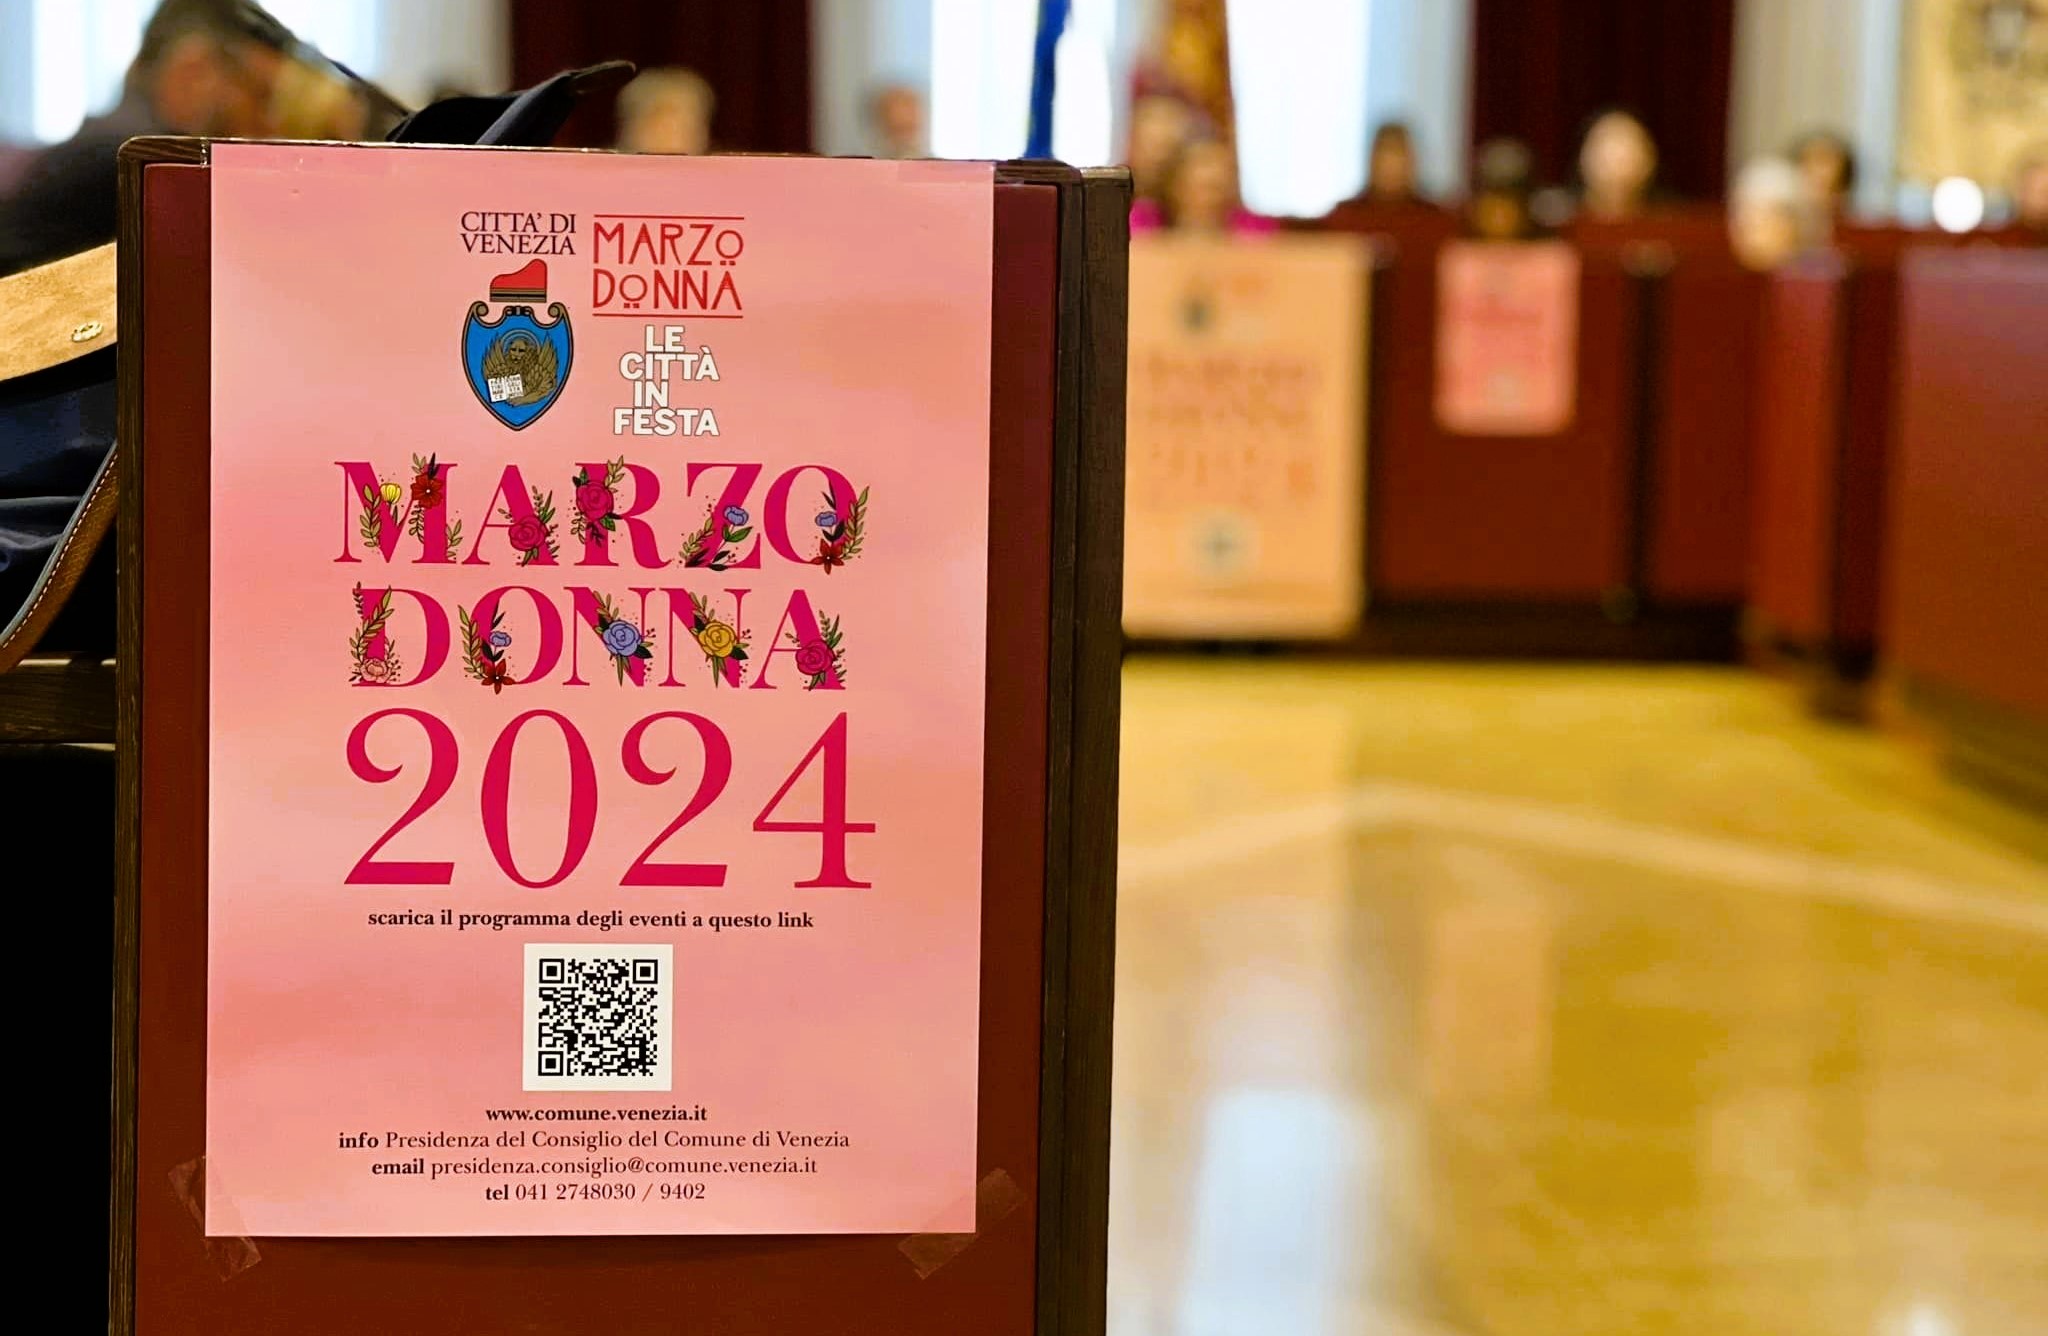 CITTA' DI
VENEZIA
MARZO
DONNA
LE
CITTÀ
IN
FESTA
MARZO
DONNA
2024
scarica il programma degli eventi a questo link
www.comune.venezia.it
info Presidenza del Consiglio del Comune di Venezia
email presidenza.consiglio@comune.venezia.it
tel 041 2748030 / 9402